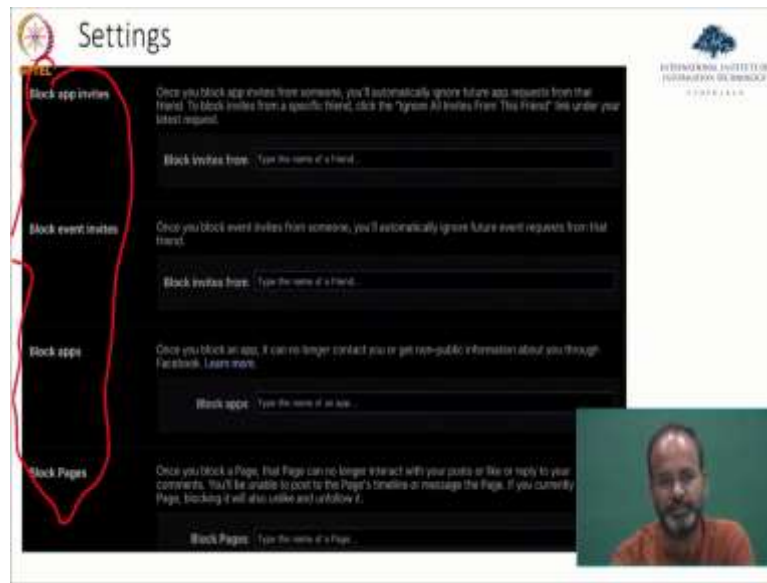 Settings
NPTEL
INTERNATIONAL INSTITUTE OF
INFORMATION TECHNOLOGY
HYDERABAD
Block app invites
Once you block app invites from someone, you'll automatically ignore future app requests from that
friend. To block invites from a specific friend, click the "Ignore All Invites From This Friend" link under your
latest request.
Block invites from Type the name of a friend...
Block event invites
Once you block event invites from someone, you'll automatically ignore future event requests from that
friend.
Block invites from Type the name of a friend...
Block apps
Once you block an app, it can no longer contact you or get non-public information about you through
Facebook. Learn more.
Block apps Type the name of an app...
Block Pages
Once you block a Page, that Page can no longer interact with your posts or like or reply to your
comments. You'll be unable to post to the Page's timeline or message the Page. If you currently
Page, blocking it will also unlike and unfollow it.
Block Pages Type the name of a Page...